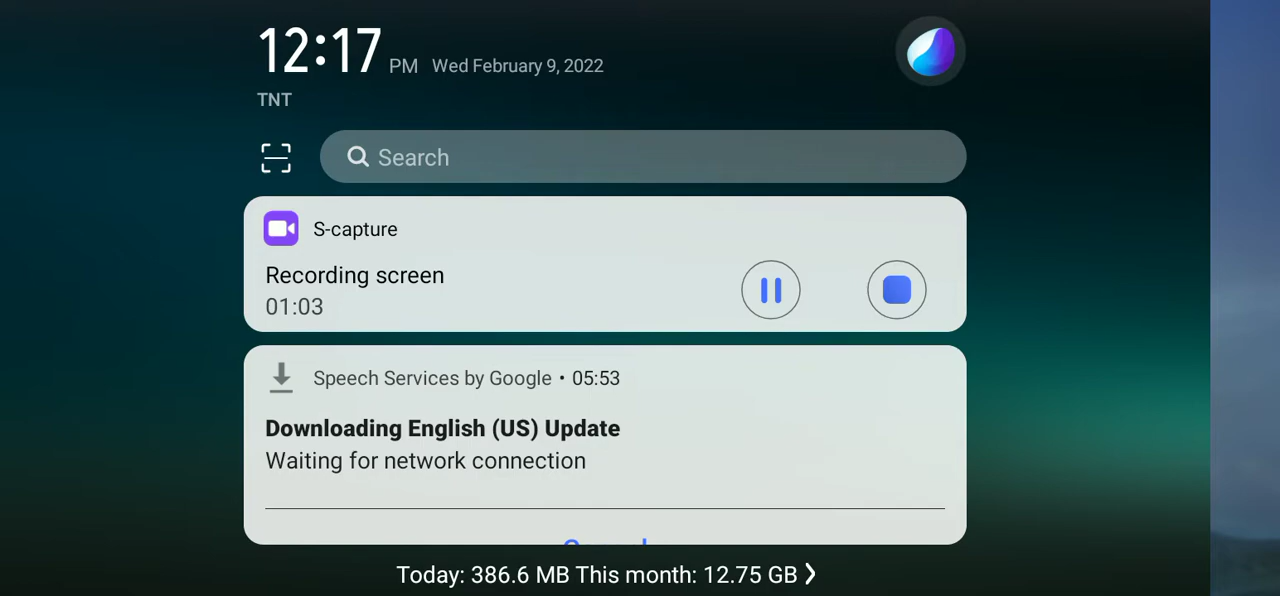 12:17 PM Wed February 9, 2022
TNT
Search
S-capture
Recording screen
01:03
Speech Services by Google • 05:53
Downloading English (US) Update
Waiting for network connection
Today: 386.6 MB This month: 12.75 GB